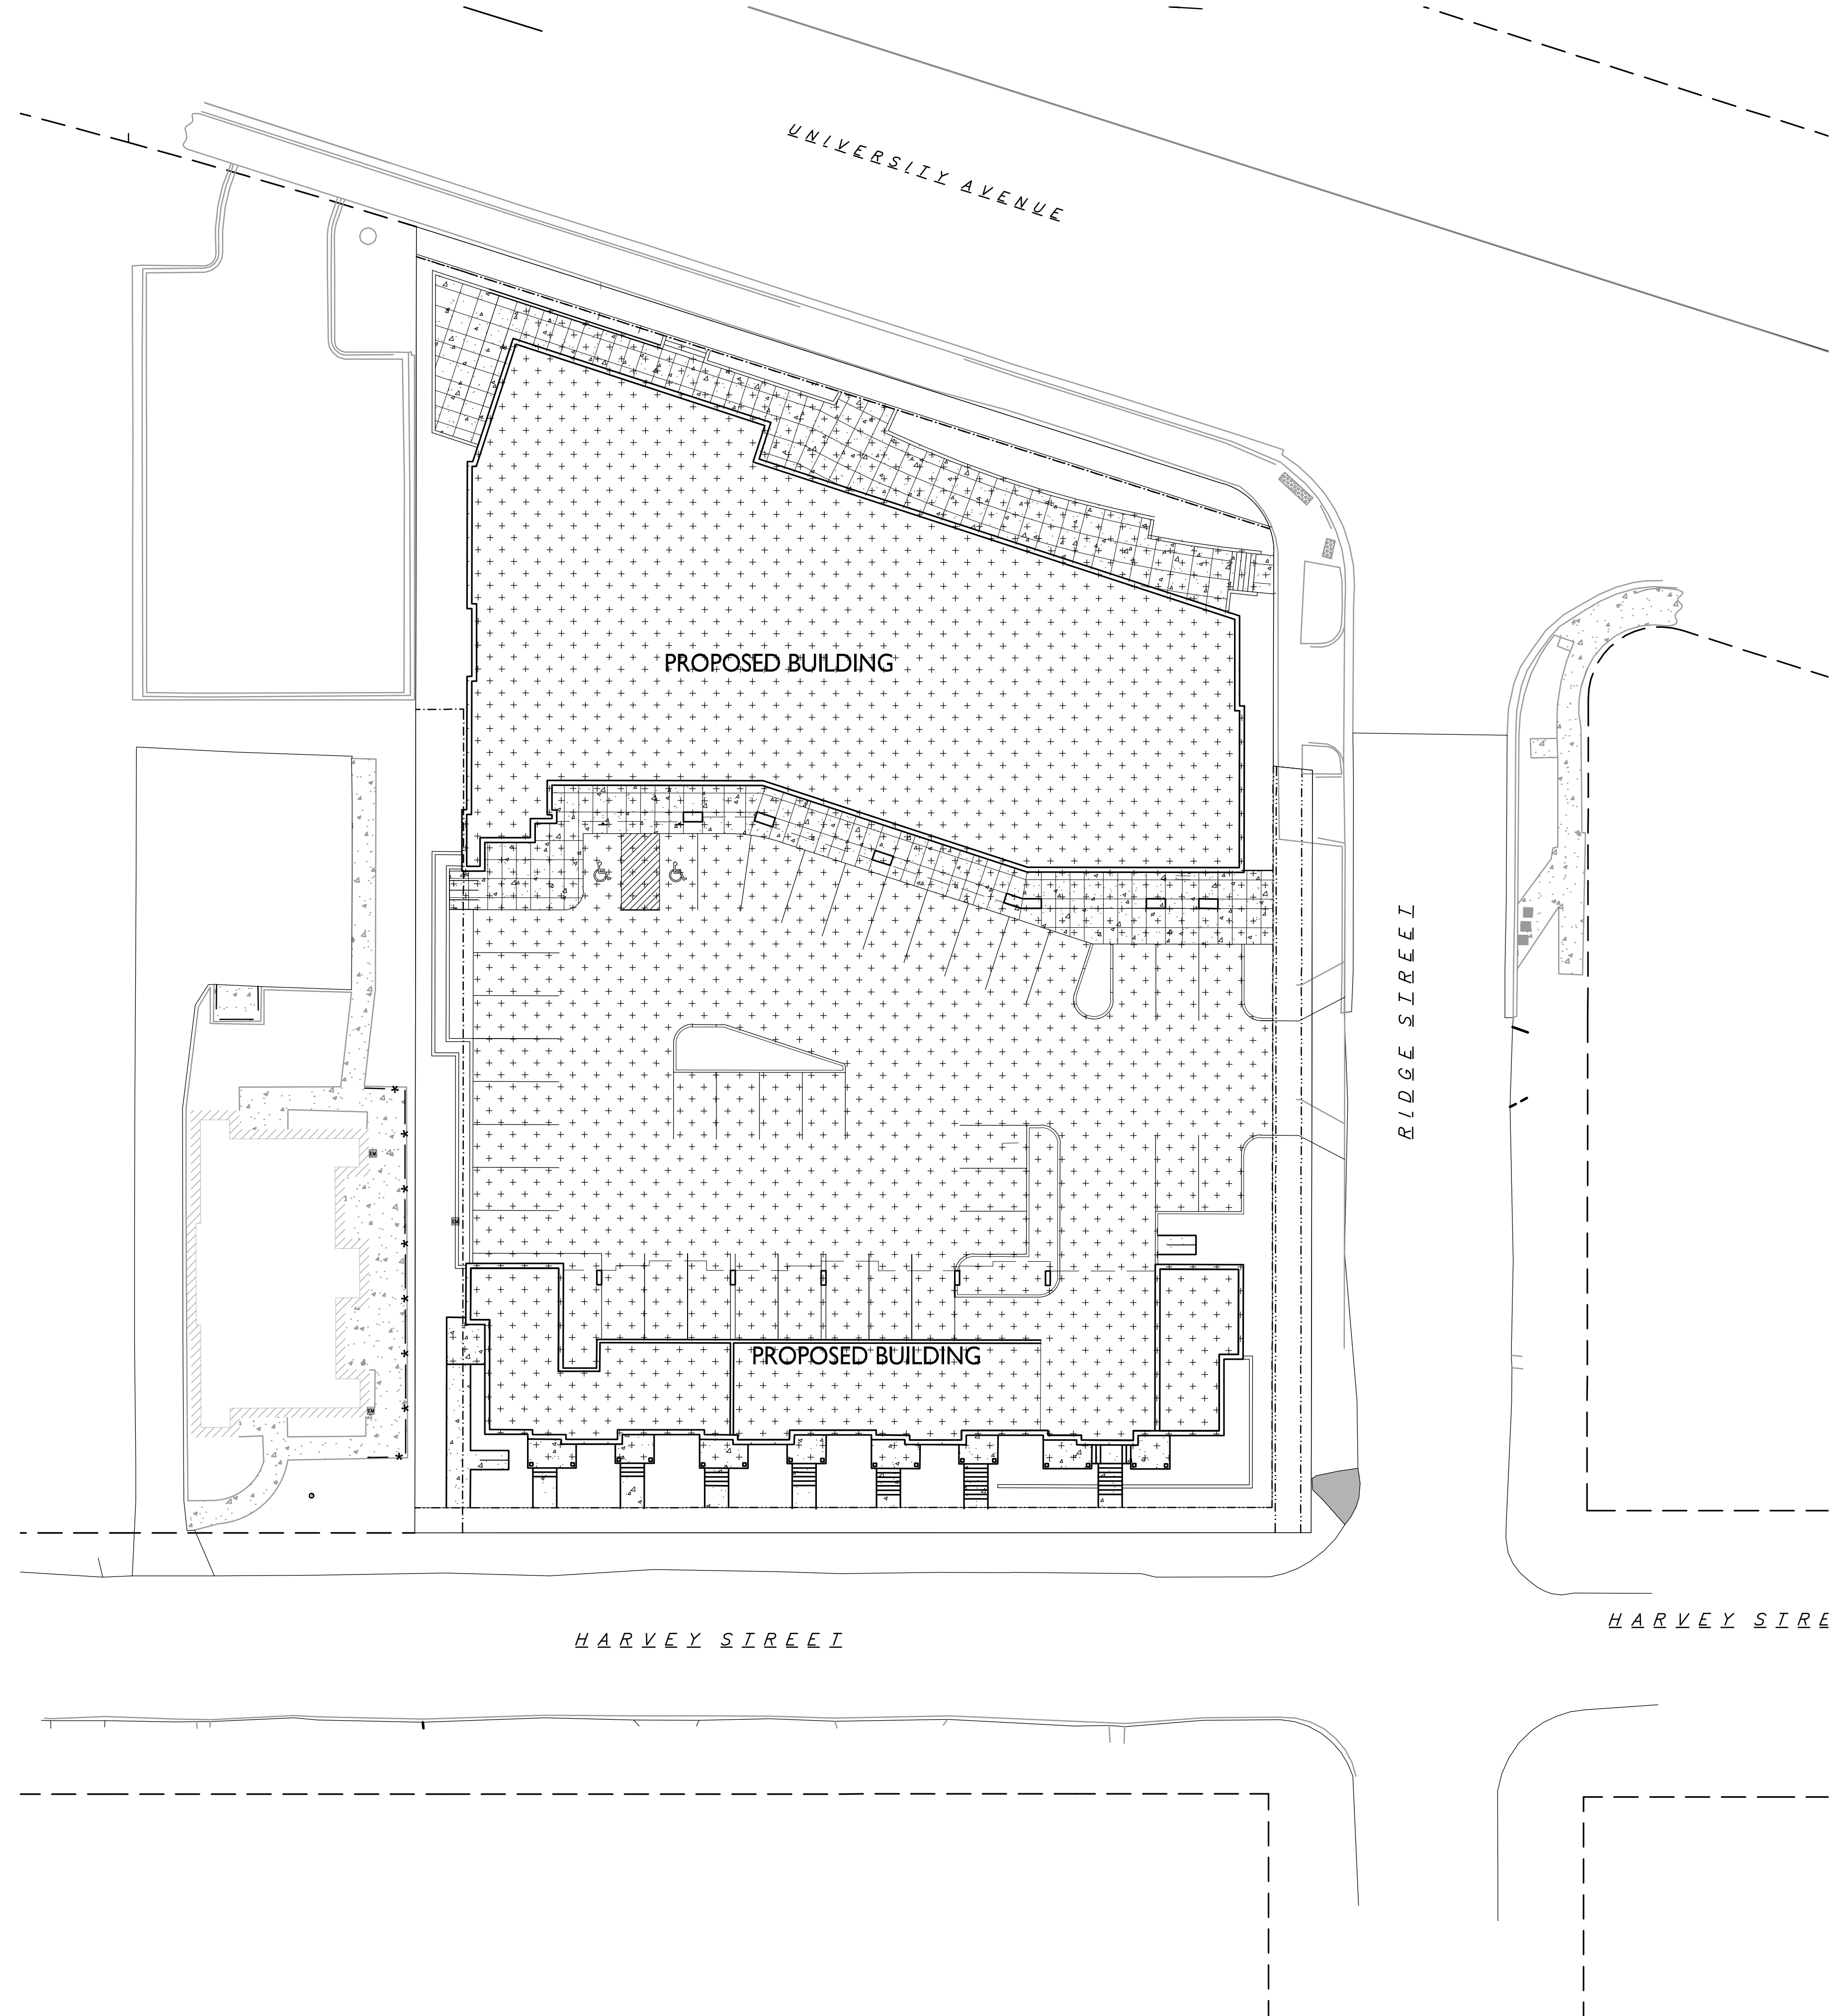 UNIVERSITY AVENUE
PROPOSED BUILDING
RIDGE STREET
PROPOSED BUILDING
HARVEY STREET
HARVEY STRE